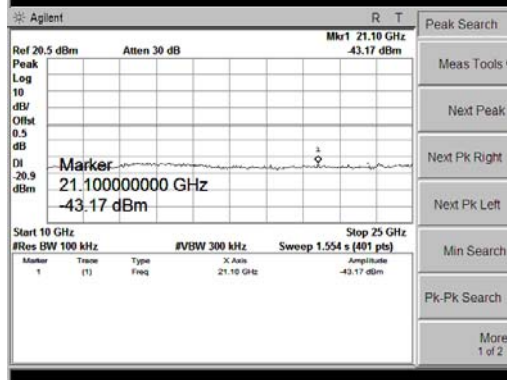 Agilent R T
Mkr1 21.10 GHz
Ref 20.5 dBm Atten 30 dB -43.17 dBm
Peak
Log
10
dB/
Offst
0.5
dB
DI
-20.9
dBm
1
Marker
21.100000000 GHz
-43.17 dBm
Start 10 GHz Stop 25 GHz
#Res BW 100 kHz #VBW 300 kHz Sweep 1.554 s (401 pts)
Marker Trace Type X Axis Amplitude
1 (1) Freq 21.10 GHz -43.17 dBm
Peak Search
Meas Tools
Next Peak
Next Pk Right
Next Pk Left
Min Search
Pk-Pk Search
More
1 of 2